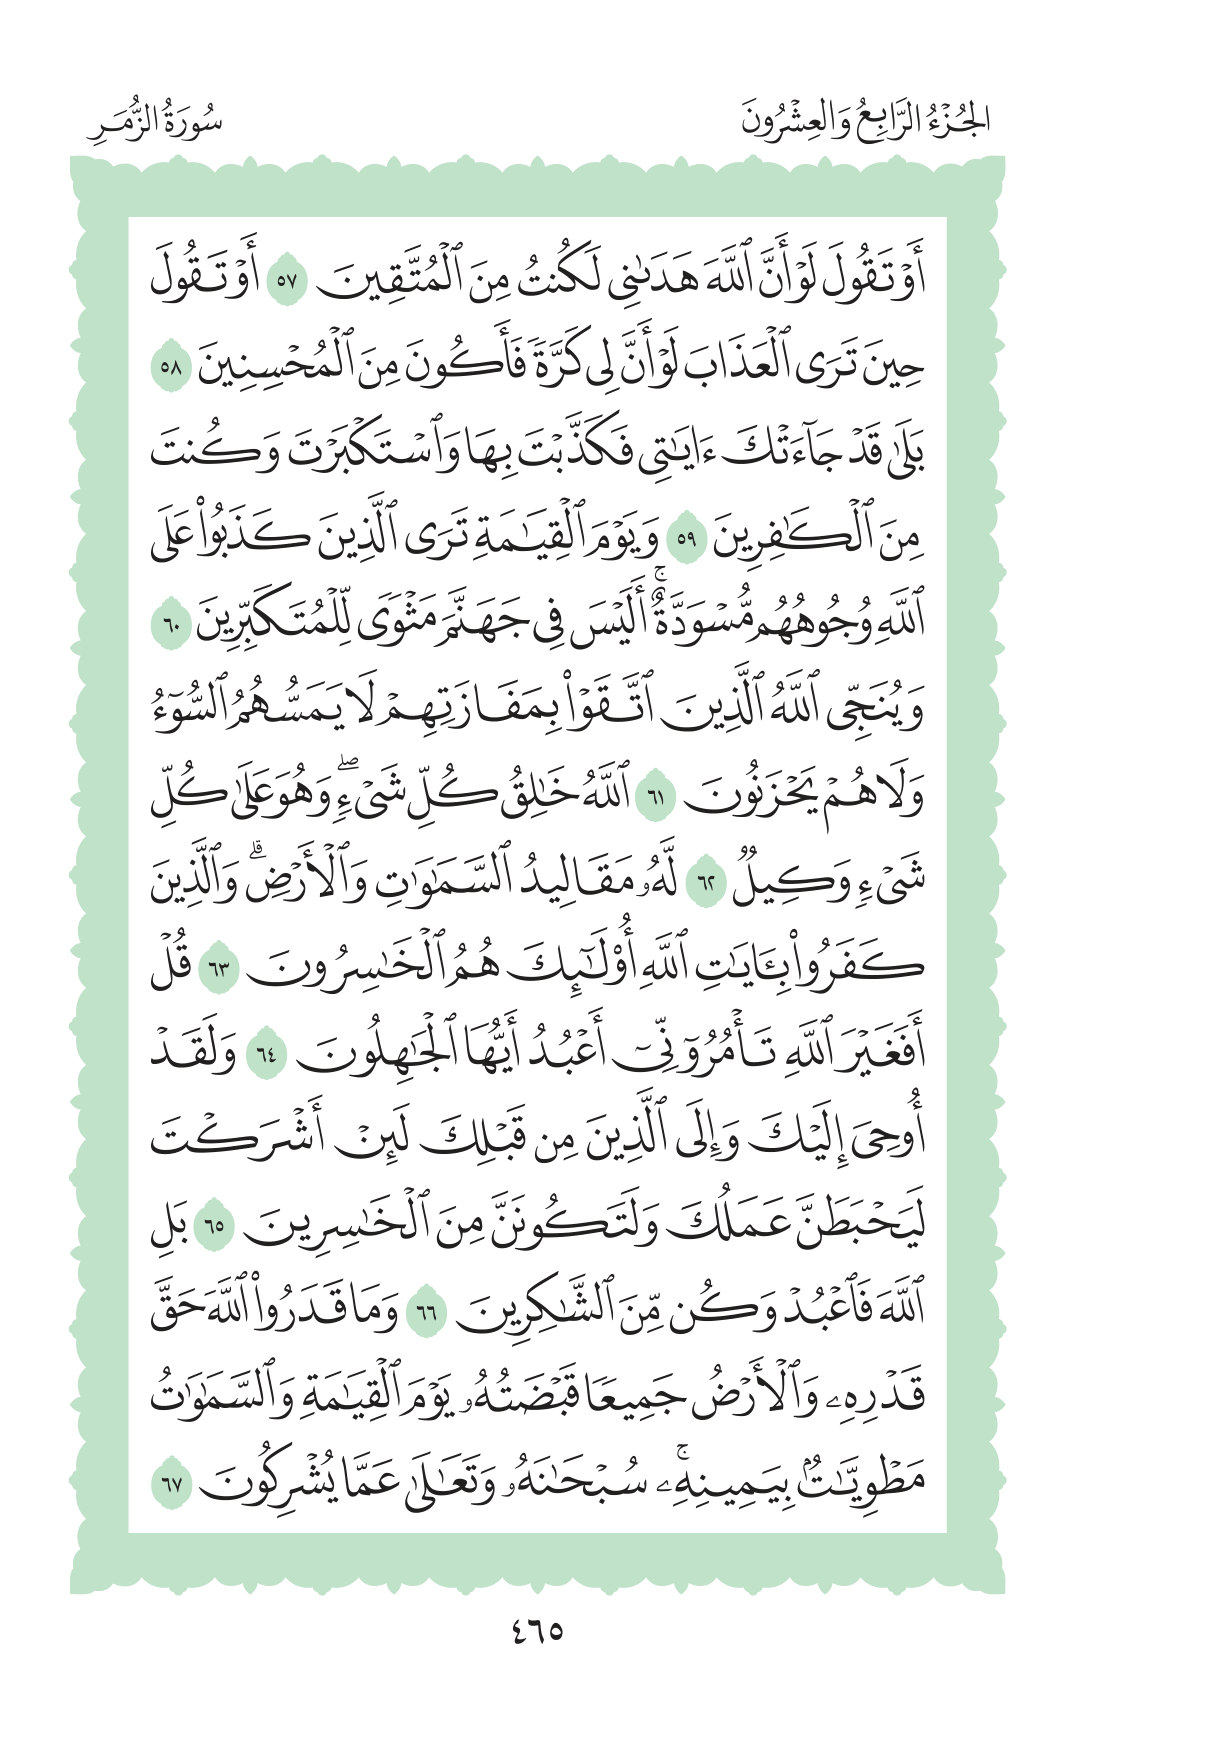 الجُزْءُ الرَّابِعُ وَالعِشْرُونَ
سُورَةُ الزُّمَرِ
أَوْ تَقُولَ لَوْ أَنَّ ٱللَّهَ هَدَىٰنِى لَكُنتُ مِنَ ٱلْمُتَّقِينَ ٥٧ أَوْ تَقُولَ
حِينَ تَرَى ٱلْعَذَابَ لَوْ أَنَّ لِى كَرَّةً فَأَكُونَ مِنَ ٱلْمُحْسِنِينَ ٥٨
بَلَىٰ قَدْ جَآءَتْكَ ءَايَٰتِى فَكَذَّبْتَ بِهَا وَٱسْتَكْبَرْتَ وَكُنتَ
مِنَ ٱلْكَٰفِرِينَ ٥٩ وَيَوْمَ ٱلْقِيَٰمَةِ تَرَى ٱلَّذِينَ كَذَبُوا۟ عَلَى
ٱللَّهِ وُجُوهُهُم مُّسْوَدَّةٌ ۚ أَلَيْسَ فِى جَهَنَّمَ مَثْوًى لِّلْمُتَكَبِّرِينَ ٦٠
وَيُنَجِّى ٱللَّهُ ٱلَّذِينَ ٱتَّقَوْا۟ بِمَفَازَتِهِمْ لَا يَمَسُّهُمُ ٱلسُّوٓءُ
وَلَا هُمْ يَحْزَنُونَ ٦١ ٱللَّهُ خَٰلِقُ كُلِّ شَىْءٍ ۖ وَهُوَ عَلَىٰ كُلِّ
شَىْءٍ وَكِيلٌ ٦٢ لَّهُۥ مَقَالِيدُ ٱلسَّمَٰوَٰتِ وَٱلْأَرْضِ ۗ وَٱلَّذِينَ
كَفَرُوا۟ بِـَٔايَٰتِ ٱللَّهِ أُو۟لَٰٓئِكَ هُمُ ٱلْخَٰسِرُونَ ٦٣ قُلْ
أَفَغَيْرَ ٱللَّهِ تَأْمُرُوٓنِّىٓ أَعْبُدُ أَيُّهَا ٱلْجَٰهِلُونَ ٦٤ وَلَقَدْ
أُوحِىَ إِلَيْكَ وَإِلَى ٱلَّذِينَ مِن قَبْلِكَ لَئِنْ أَشْرَكْتَ
لَيَحْبَطَنَّ عَمَلُكَ وَلَتَكُونَنَّ مِنَ ٱلْخَٰسِرِينَ ٦٥ بَلِ
ٱللَّهَ فَٱعْبُدْ وَكُن مِّنَ ٱلشَّٰكِرِينَ ٦٦ وَمَا قَدَرُوا۟ ٱللَّهَ حَقَّ
قَدْرِهِۦ وَٱلْأَرْضُ جَمِيعًا قَبْضَتُهُۥ يَوْمَ ٱلْقِيَٰمَةِ وَٱلسَّمَٰوَٰتُ
مَطْوِيَّٰتٌۢ بِيَمِينِهِۦ ۚ سُبْحَٰنَهُۥ وَتَعَٰلَىٰ عَمَّا يُشْرِكُونَ ٦٧
٤٦٥